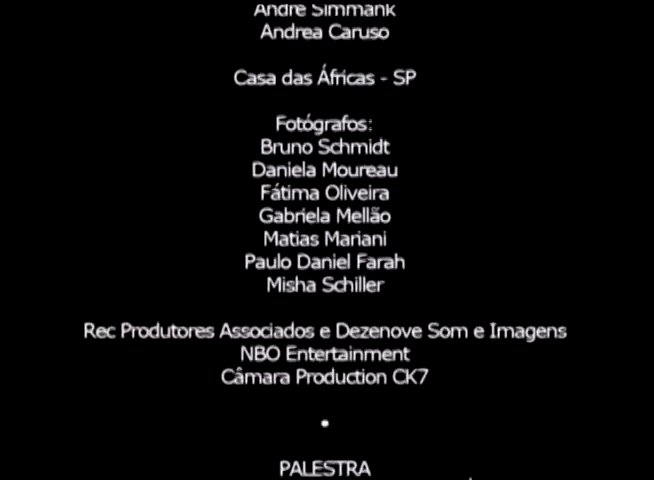 André Simmank
Andrea Caruso
Casa das Áfricas - SP
Fotógrafos:
Bruno Schmidt
Daniela Moureau
Fátima Oliveira
Gabriela Mellão
Matias Mariani
Paulo Daniel Farah
Misha Schiller
Rec Produtores Associados e Dezenove Som e Imagens
NBO Entertainment
Câmara Production CK7
•
PALESTRA